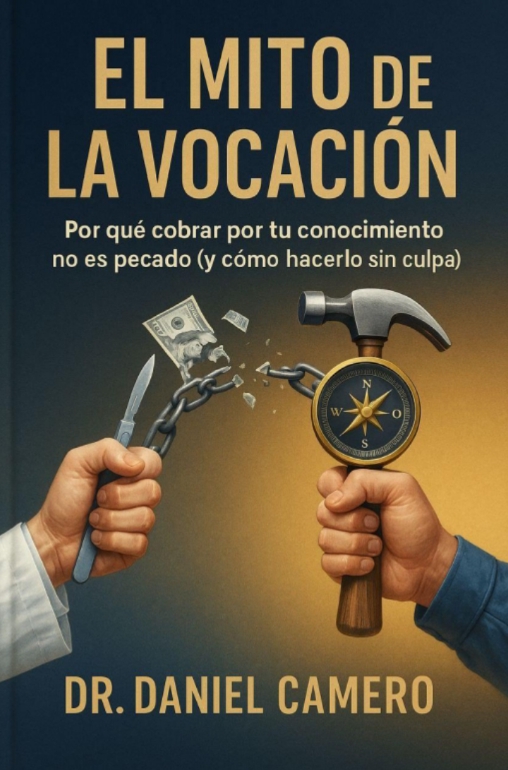 EL MITO DE
LA VOCACIÓN
Por qué cobrar por tu conocimiento
no es pecado (y cómo hacerlo sin culpa)
N
W O
S
DR. DANIEL CAMERO